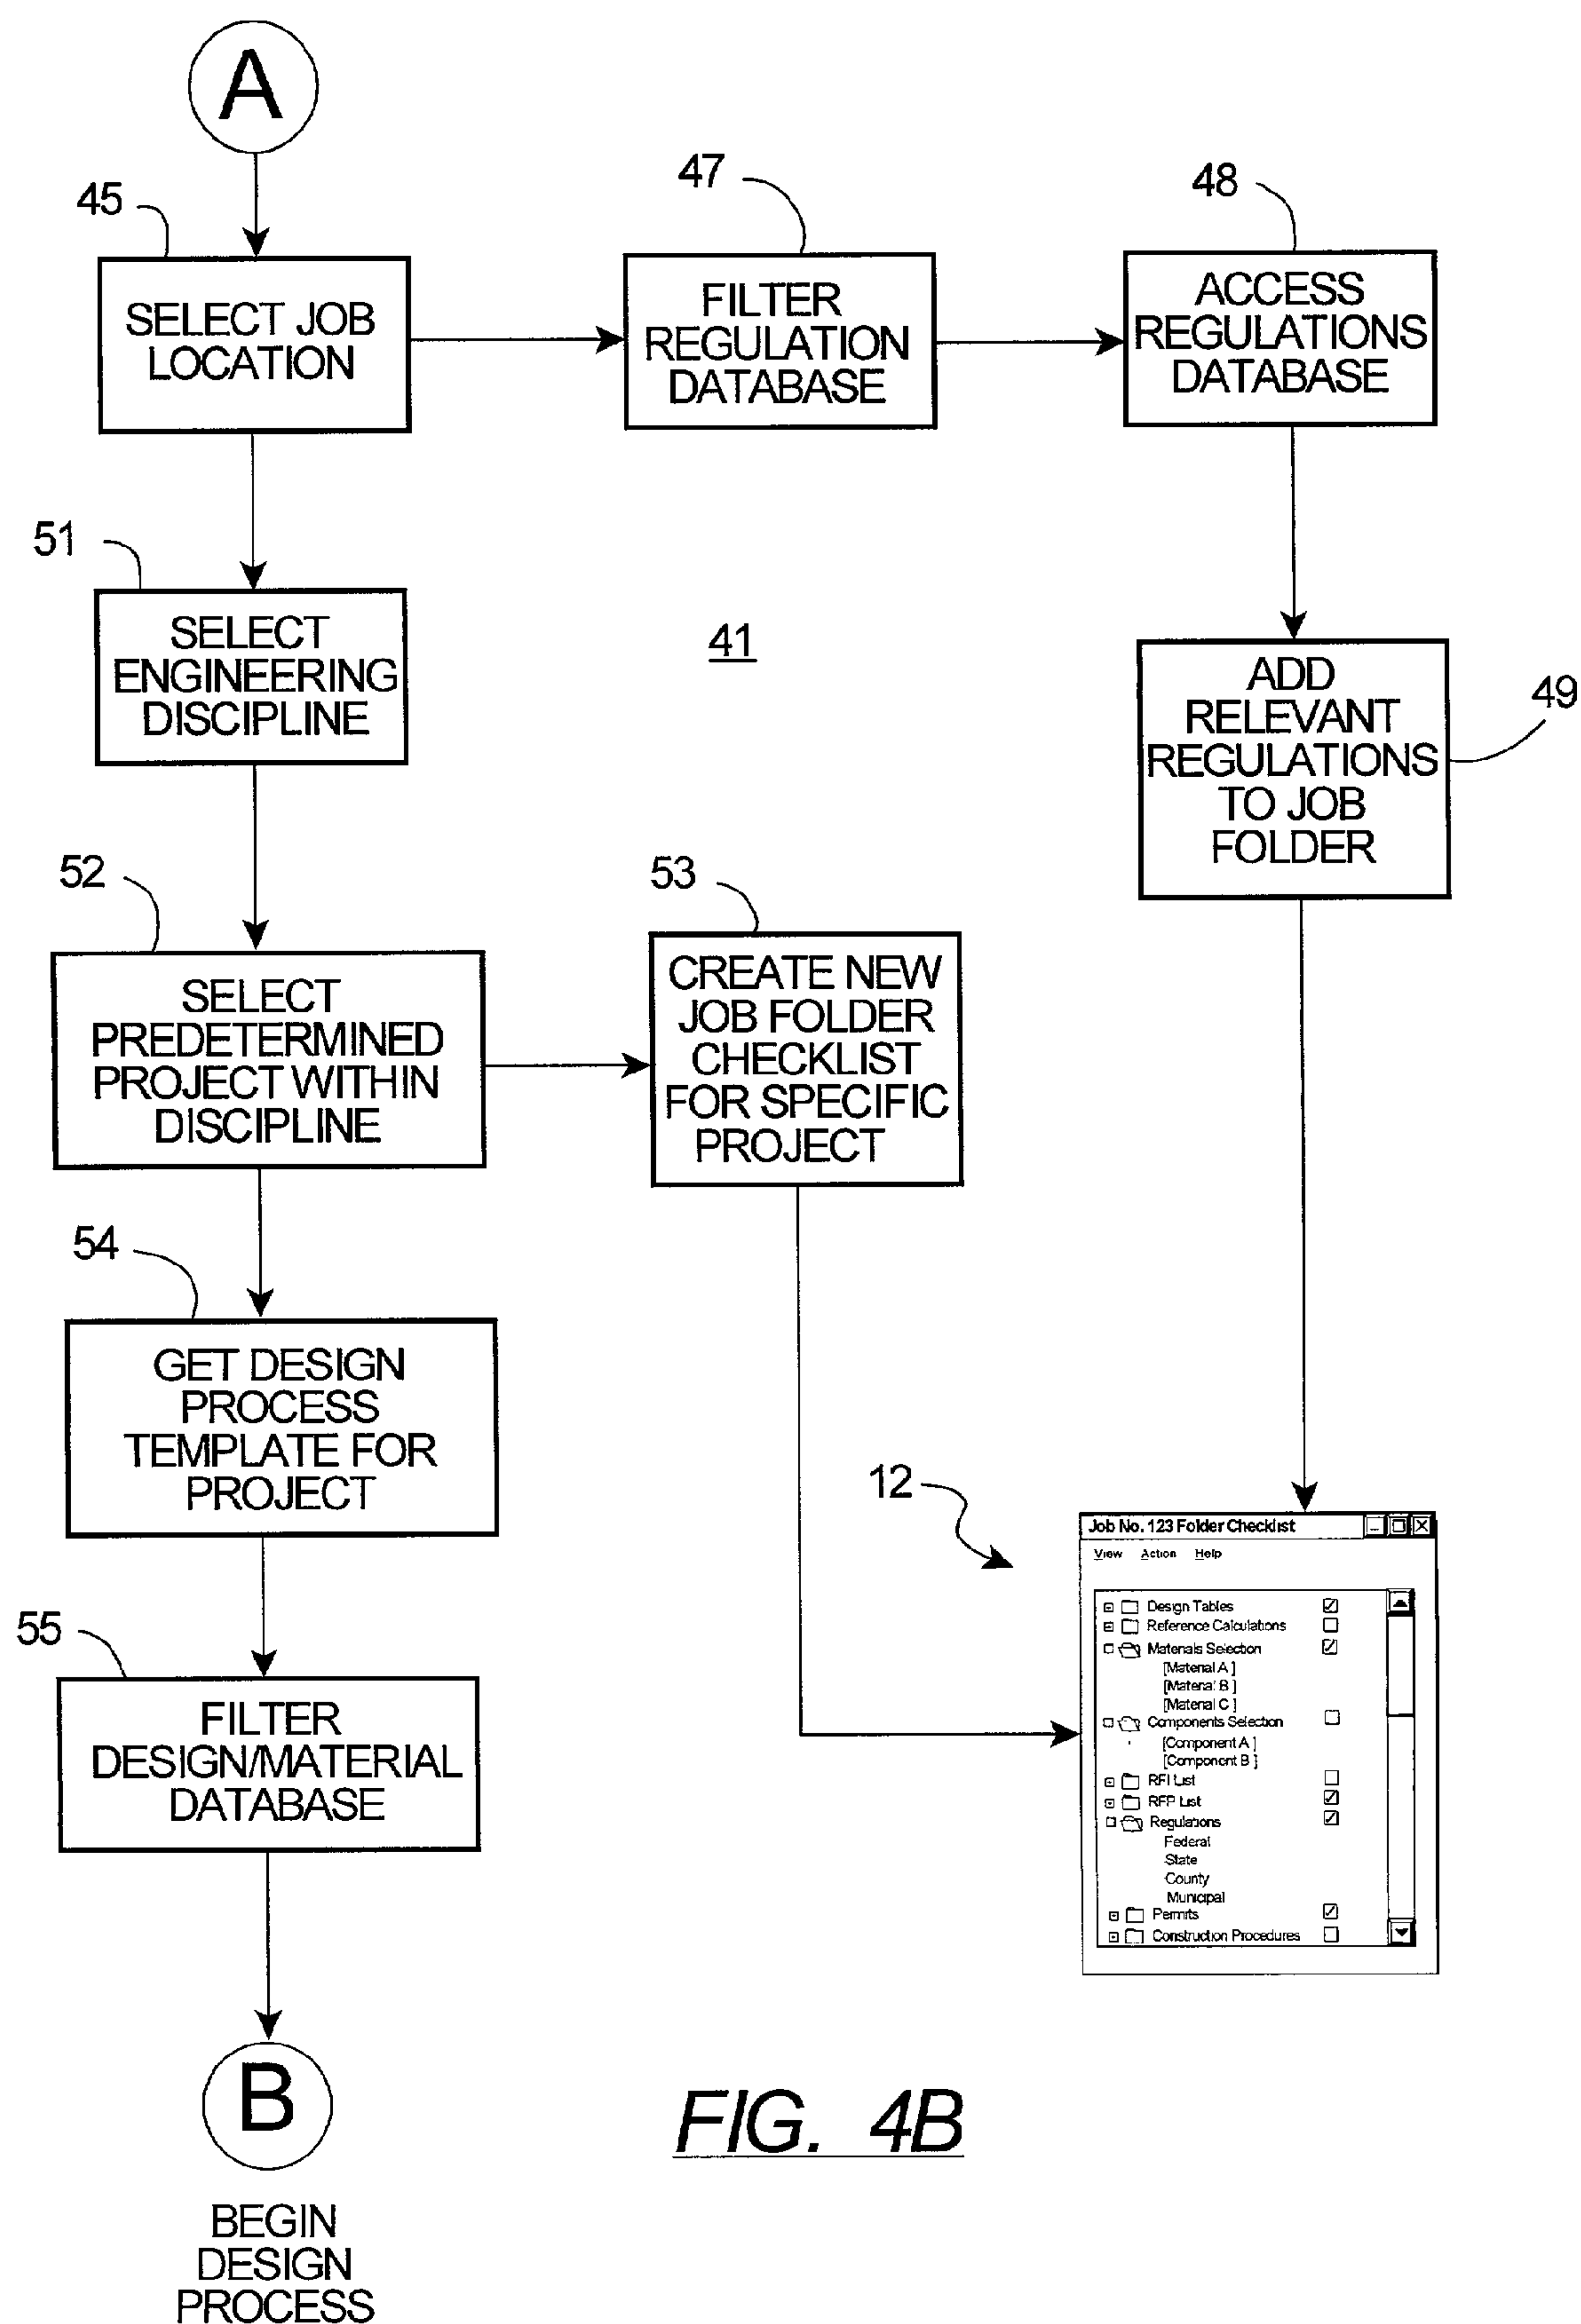 A
45
47
48
SELECT JOB
LOCATION
FILTER
REGULATION
DATABASE
ACCESS
REGULATIONS
DATABASE
51
SELECT
ENGINEERING
DISCIPLINE
41
ADD
RELEVANT
REGULATIONS
TO JOB
FOLDER
49
52
SELECT
PREDETERMINED
PROJECT WITHIN
DISCIPLINE
53
CREATE NEW
JOB FOLDER
CHECKLIST
FOR SPECIFIC
PROJECT
54
GET DESIGN
PROCESS
TEMPLATE FOR
PROJECT
12
Job No. 123 Folder Checklist
View Action Help
Design Tables
Reference Calculations
Materials Selection
[Material A ]
[Material B ]
[Material C ]
Components Selection
[Component A ]
[Component B ]
RFI List
RFP List
Regulations
Federal
State
County
Municipal
Permits
Construction Procedures
55
FILTER
DESIGN/MATERIAL
DATABASE
B
BEGIN
DESIGN
PROCESS
FIG. 4B